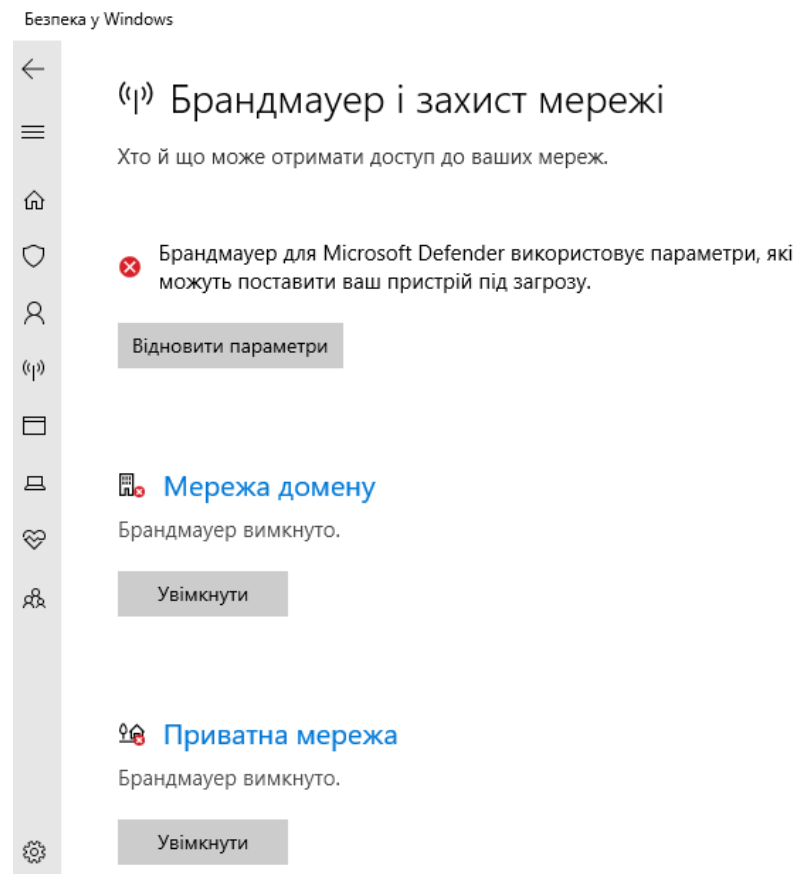 Безпека у Windows
Брандмауер і захист мережі
Хто й що може отримати доступ до ваших мереж.
Брандмауер для Microsoft Defender використовує параметри, які
можуть поставити ваш пристрій під загрозу.
Відновити параметри
Мережа домену
Брандмауер вимкнуто.
Увімкнути
Приватна мережа
Брандмауер вимкнуто.
Увімкнути